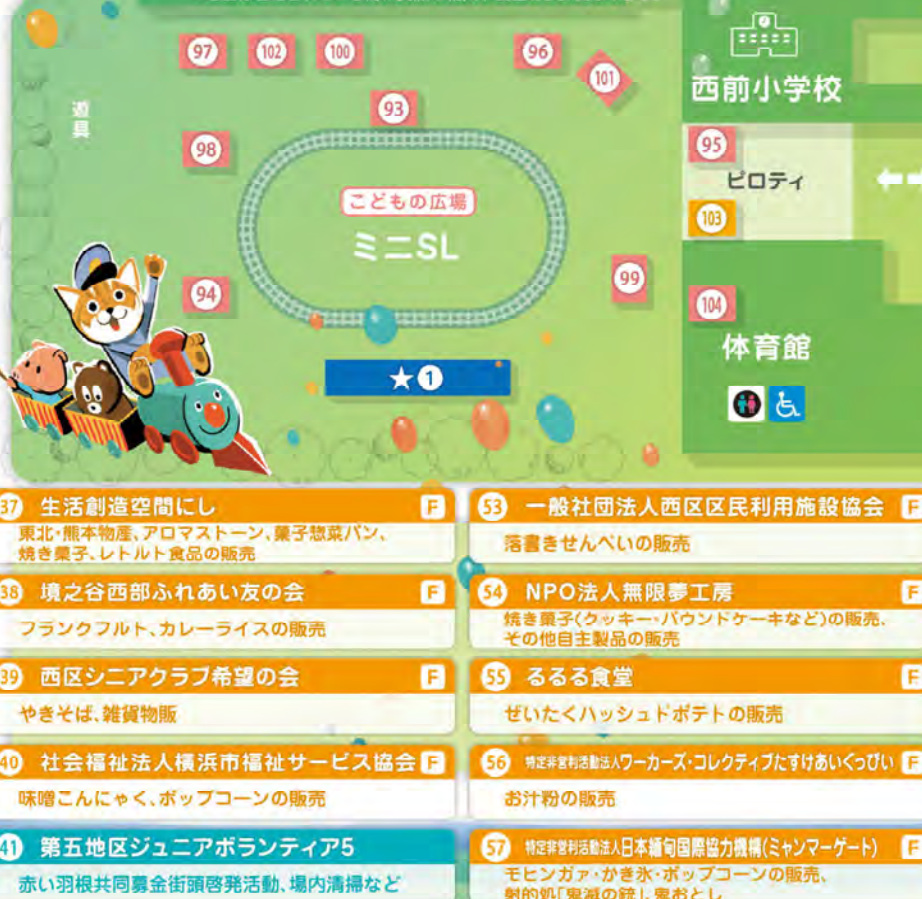 97
102
100
96
101
93
98
94
99
遊具
こどもの広場
ミニSL
★1
西前小学校
95
ピロティ
103
104
体育館
37 生活創造空間にし F
東北・熊本物産、アロマストーン、菓子惣菜パン、
焼き菓子、レトルト食品の販売
38 境之谷西部ふれあい友の会 F
フランクフルト、カレーライスの販売
39 西区シニアクラブ希望の会 F
やきそば、雑貨物販
40 社会福祉法人横浜市福祉サービス協会 F
味噌こんにゃく、ポップコーンの販売
41 第五地区ジュニアボランティア5
赤い羽根共同募金街頭啓発活動、場内清掃など
53 一般社団法人西区区民利用施設協会 F
落書きせんべいの販売
54 NPO法人無限夢工房 F
焼き菓子(クッキー・パウンドケーキなど)の販売、
その他自主製品の販売
55 るるる食堂 F
ぜいたくハッシュドポテトの販売
56 特定非営利活動法人ワーカーズ・コレクティブたすけあいぐっぴい F
お汁粉の販売
57 特定非営利活動法人日本緬甸国際協力機構(ミャンマーゲート) F
モヒンガァ・かき氷・ポップコーンの販売、
射的処「鬼滅の銃」鬼おとし